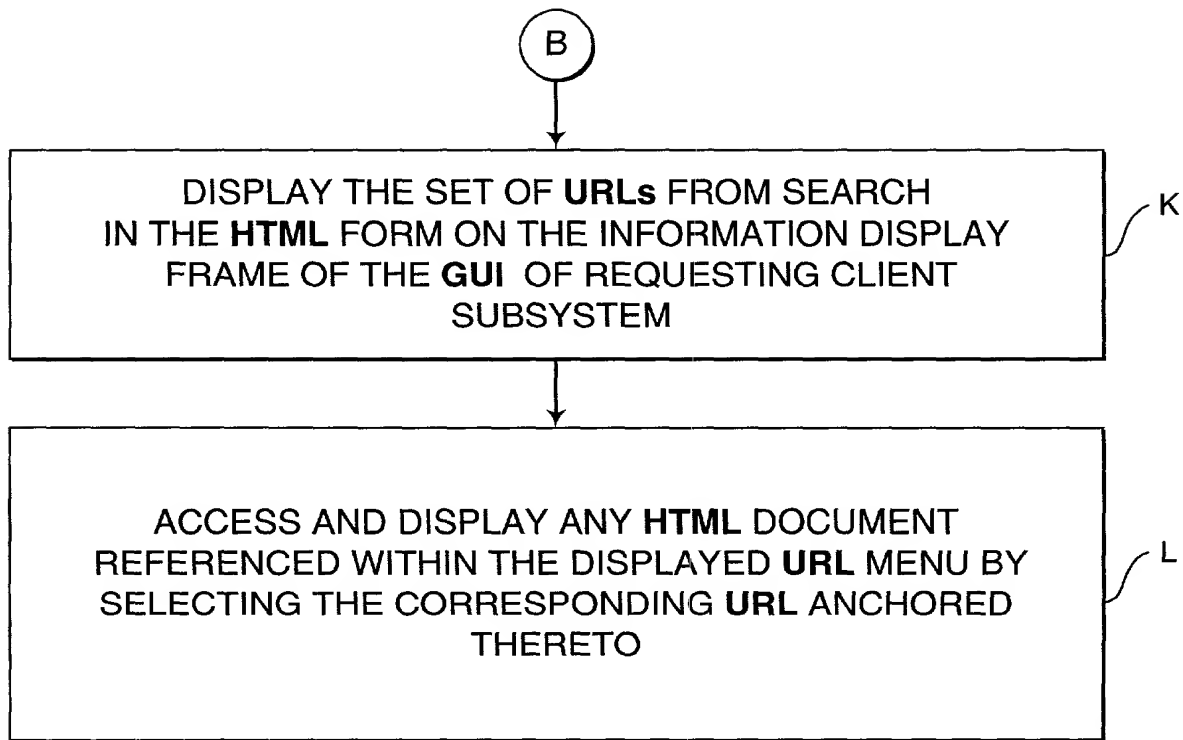 B
DISPLAY THE SET OF URLs FROM SEARCH
IN THE HTML FORM ON THE INFORMATION DISPLAY
FRAME OF THE GUI OF REQUESTING CLIENT
SUBSYSTEM
K
ACCESS AND DISPLAY ANY HTML DOCUMENT
REFERENCED WITHIN THE DISPLAYED URL MENU BY
SELECTING THE CORRESPONDING URL ANCHORED
THERETO
L